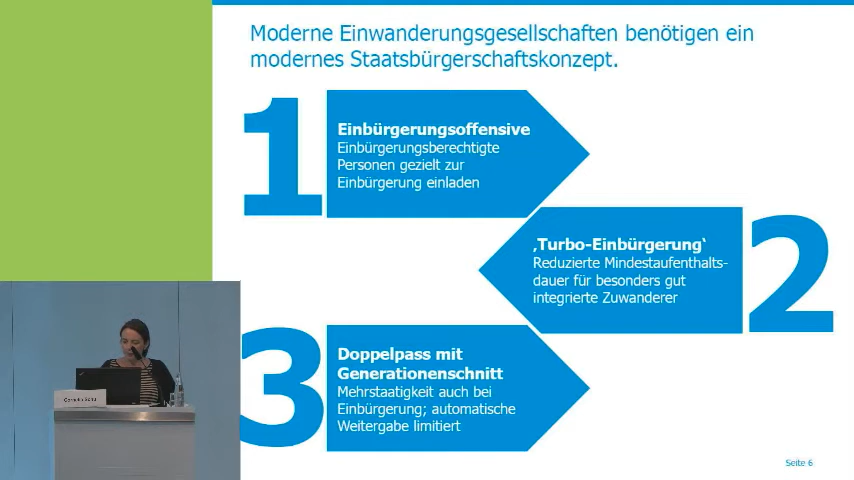 Moderne Einwanderungsgesellschaften benötigen ein
modernes Staatsbürgerschaftskonzept.
1
Einbürgerungsoffensive
Einbürgerungsberechtigte
Personen gezielt zur
Einbürgerung einladen
2
‚Turbo-Einbürgerung‘
Reduzierte Mindestaufenthalts-
dauer für besonders gut
integrierte Zuwanderer
3
Doppelpass mit
Generationenschnitt
Mehrstaatigkeit auch bei
Einbürgerung; automatische
Weitergabe limitiert
Seite 6